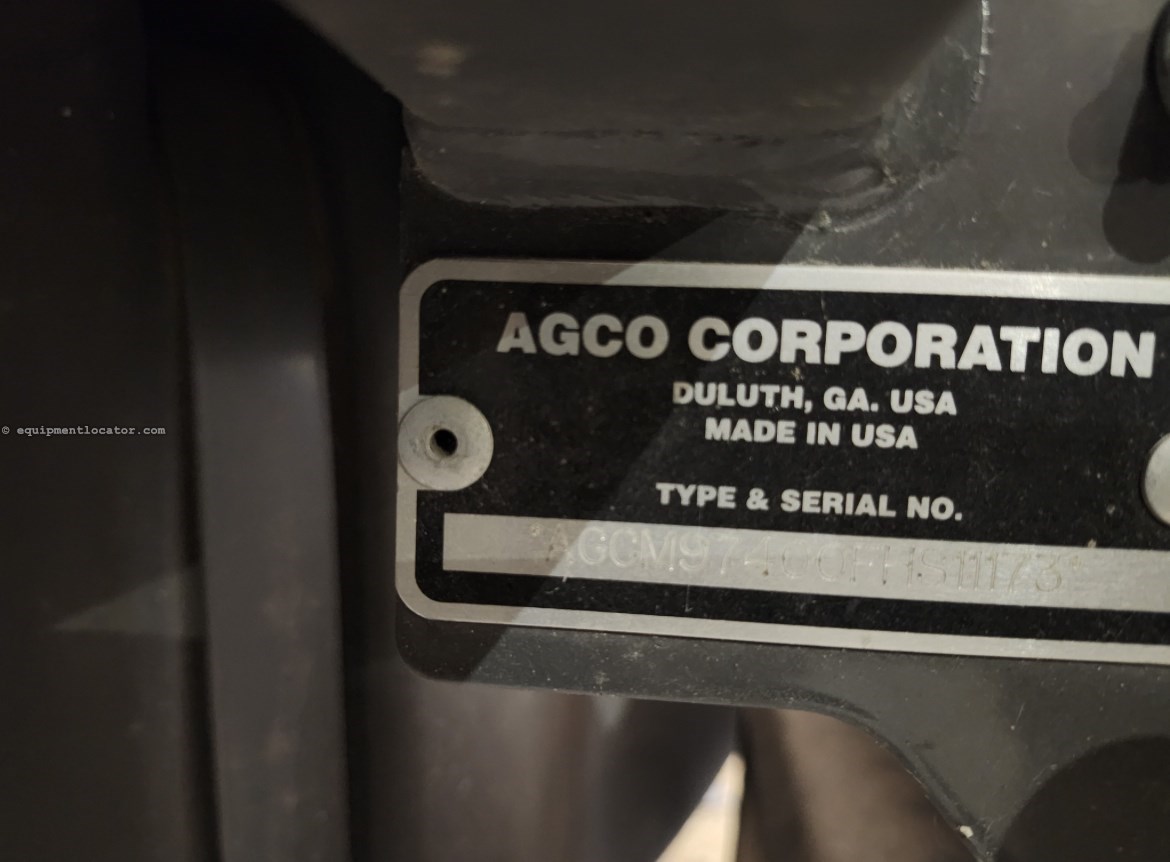 AGCO CORPORATION
DULUTH, GA. USA
MADE IN USA
TYPE & SERIAL NO.
© equipmentlocator.com